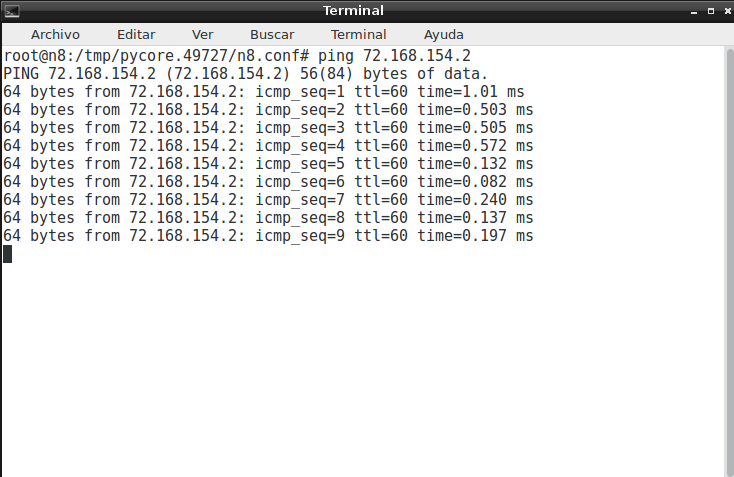 Terminal
Archivo Editar Ver Buscar Terminal Ayuda
root@n8:/tmp/pycore.49727/n8.conf# ping 72.168.154.2
PING 72.168.154.2 (72.168.154.2) 56(84) bytes of data.
64 bytes from 72.168.154.2: icmp_seq=1 ttl=60 time=1.01 ms
64 bytes from 72.168.154.2: icmp_seq=2 ttl=60 time=0.503 ms
64 bytes from 72.168.154.2: icmp_seq=3 ttl=60 time=0.505 ms
64 bytes from 72.168.154.2: icmp_seq=4 ttl=60 time=0.572 ms
64 bytes from 72.168.154.2: icmp_seq=5 ttl=60 time=0.132 ms
64 bytes from 72.168.154.2: icmp_seq=6 ttl=60 time=0.082 ms
64 bytes from 72.168.154.2: icmp_seq=7 ttl=60 time=0.240 ms
64 bytes from 72.168.154.2: icmp_seq=8 ttl=60 time=0.137 ms
64 bytes from 72.168.154.2: icmp_seq=9 ttl=60 time=0.197 ms